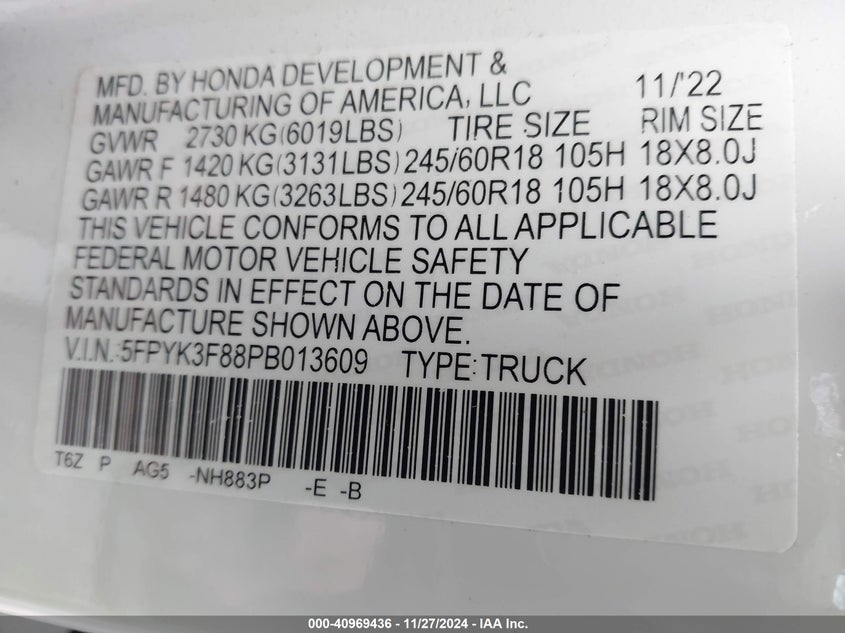 MFD. BY HONDA DEVELOPMENT &
MANUFACTURING OF AMERICA, LLC 11/'22
GVWR 2730 KG(6019LBS) TIRE SIZE RIM SIZE
GAWR F 1420 KG(3131LBS) 245/60R18 105H 18X8.0J
GAWR R 1480 KG(3263LBS) 245/60R18 105H 18X8.0J
THIS VEHICLE CONFORMS TO ALL APPLICABLE
FEDERAL MOTOR VEHICLE SAFETY
STANDARDS IN EFFECT ON THE DATE OF
MANUFACTURE SHOWN ABOVE.
V.I.N.:5FPYK3F88PB013609 TYPE:TRUCK
T6Z P AG5 -NH883P -E -B
000-40969436 - 11/27/2024 - IAA Inc.